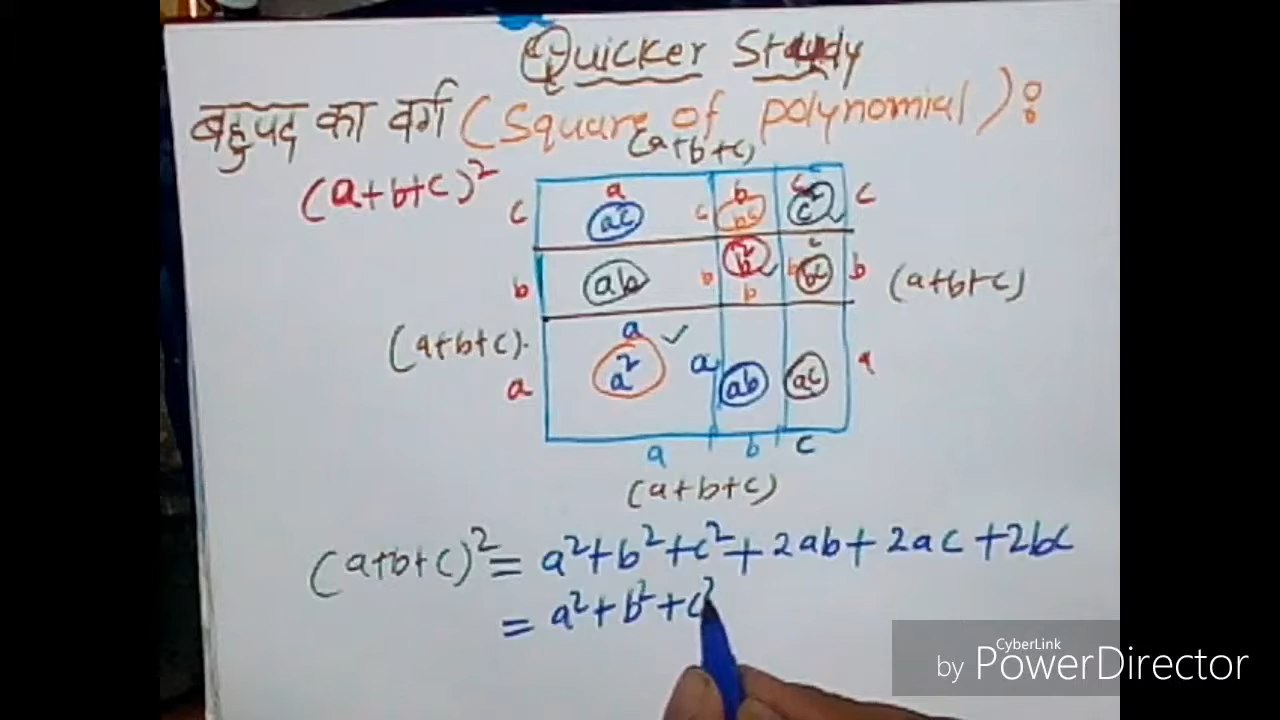 Quicker Study
बहुपद का वर्ग (Square of polynomial) :
(a+b+c)
(a+b+c)²
c a b c c
ac c bc c²
b ab b b² b c bc b
b
(a+b+c)
(a+b+c).
a a a² ✓ a ab ac a
a b c
(a+b+c)
(a+b+c)² = a²+b²+c²+2ab+2ac+2bc
= a²+b²+c²
CyberLink
by PowerDirector